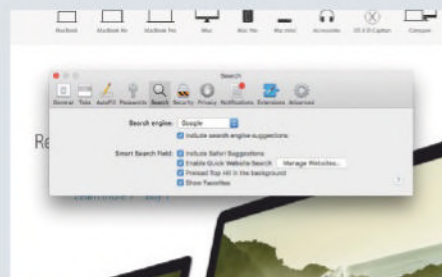 MacBook MacBook Air MacBook Pro iMac Mac Pro Mac mini Accessories OS X El Capitan Compare
Search
General Tabs AutoFill Passwords Search Security Privacy Notifications Extensions Advanced
Search engine: Google
Include search engine suggestions
Re
Smart Search Field: Include Safari Suggestions
Enable Quick Website Search Manage Websites...
Preload Top Hit in the background
Show Favorites
?